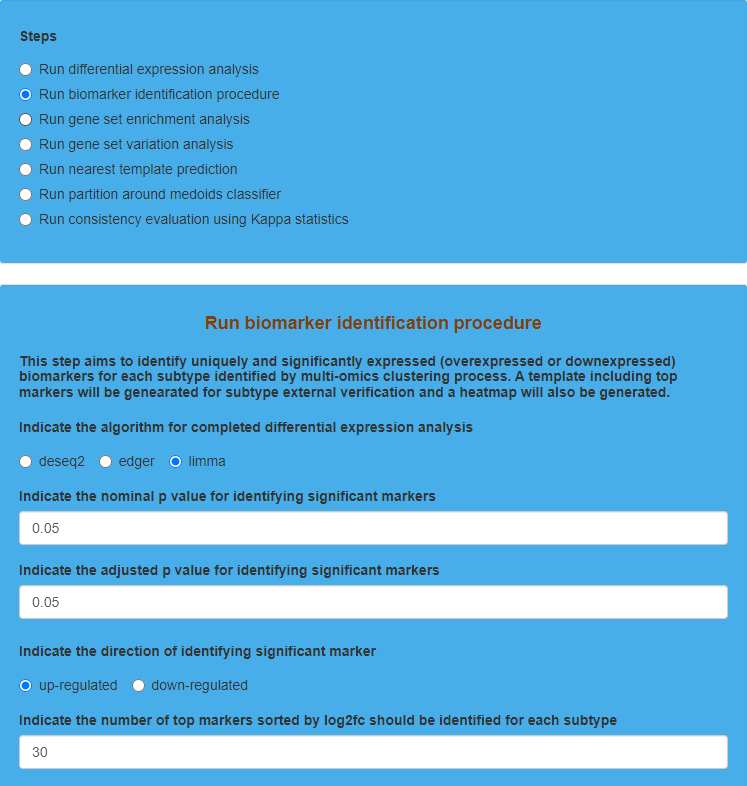 Steps
Run differential expression analysis
Run biomarker identification procedure
Run gene set enrichment analysis
Run gene set variation analysis
Run nearest template prediction
Run partition around medoids classifier
Run consistency evaluation using Kappa statistics
Run biomarker identification procedure
This step aims to identify uniquely and significantly expressed (overexpressed or downexpressed)
biomarkers for each subtype identified by multi-omics clustering process. A template including top
markers will be genearated for subtype external verification and a heatmap will also be generated.
Indicate the algorithm for completed differential expression analysis
deseq2 edger limma
Indicate the nominal p value for identifying significant markers
0.05
Indicate the adjusted p value for identifying significant markers
0.05
Indicate the direction of identifying significant marker
up-regulated down-regulated
Indicate the number of top markers sorted by log2fc should be identified for each subtype
30